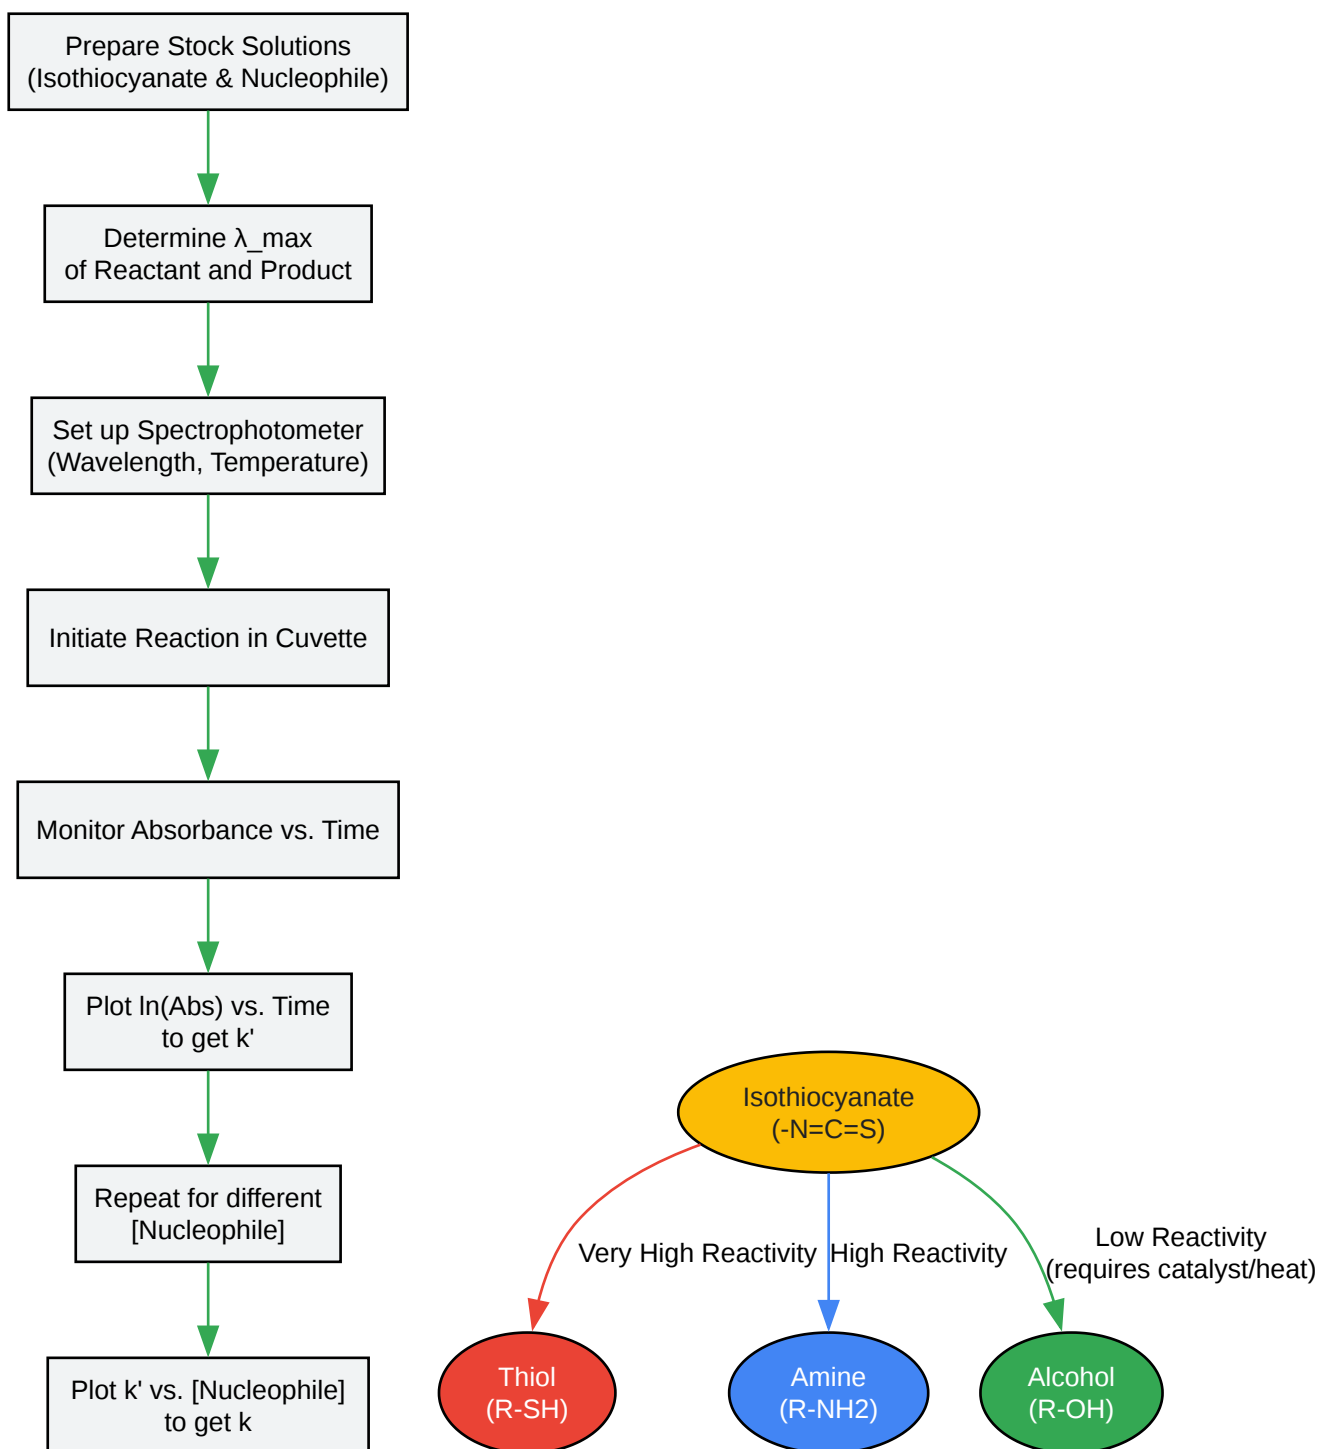 Prepare Stock Solutions
(Isothiocyanate & Nucleophile)
Determine λ_max
of Reactant and Product
Set up Spectrophotometer
(Wavelength, Temperature)
Initiate Reaction in Cuvette
Monitor Absorbance vs. Time
Plot ln(Abs) vs. Time
to get k'
Repeat for different
[Nucleophile]
Plot k' vs. [Nucleophile]
to get k
Isothiocyanate
(-N=C=S)
Very High Reactivity
High Reactivity
Low Reactivity
(requires catalyst/heat)
Thiol
(R-SH)
Amine
(R-NH2)
Alcohol
(R-OH)